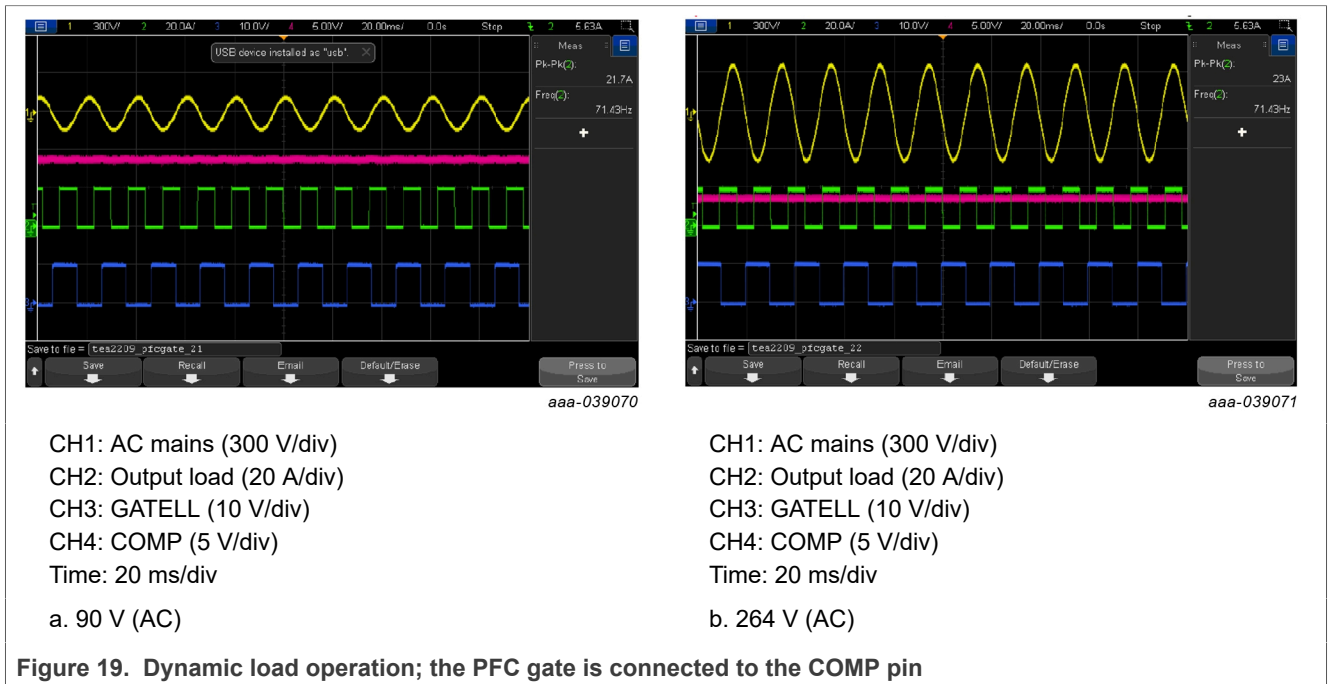 1 300V/ 2 20.0A/ 3 10.0V/ 4 5.00V/ 20.00ms/ 0.0s Stop 2 5.63A
USB device installed as "usb".
Meas
Pk-Pk(2):
21.7A
Freq(2):
71.43Hz
Save to file = tea2209_pfcgate_21
Save
Recall
Email
Default/Erase
Press to
Save
aaa-039070
CH1: AC mains (300 V/div)
CH2: Output load (20 A/div)
CH3: GATELL (10 V/div)
CH4: COMP (5 V/div)
Time: 20 ms/div
a. 90 V (AC)
1 300V/ 2 20.0A/ 3 10.0V/ 4 5.00V/ 20.00ms/ 0.0s Stop 2 5.63A
Meas
Pk-Pk(2):
23A
Freq(2):
71.43Hz
Save to file = tea2209_pfcgate_22
Save
Recall
Email
Default/Erase
Press to
Save
aaa-039071
CH1: AC mains (300 V/div)
CH2: Output load (20 A/div)
CH3: GATELL (10 V/div)
CH4: COMP (5 V/div)
Time: 20 ms/div
b. 264 V (AC)
Figure 19. Dynamic load operation; the PFC gate is connected to the COMP pin